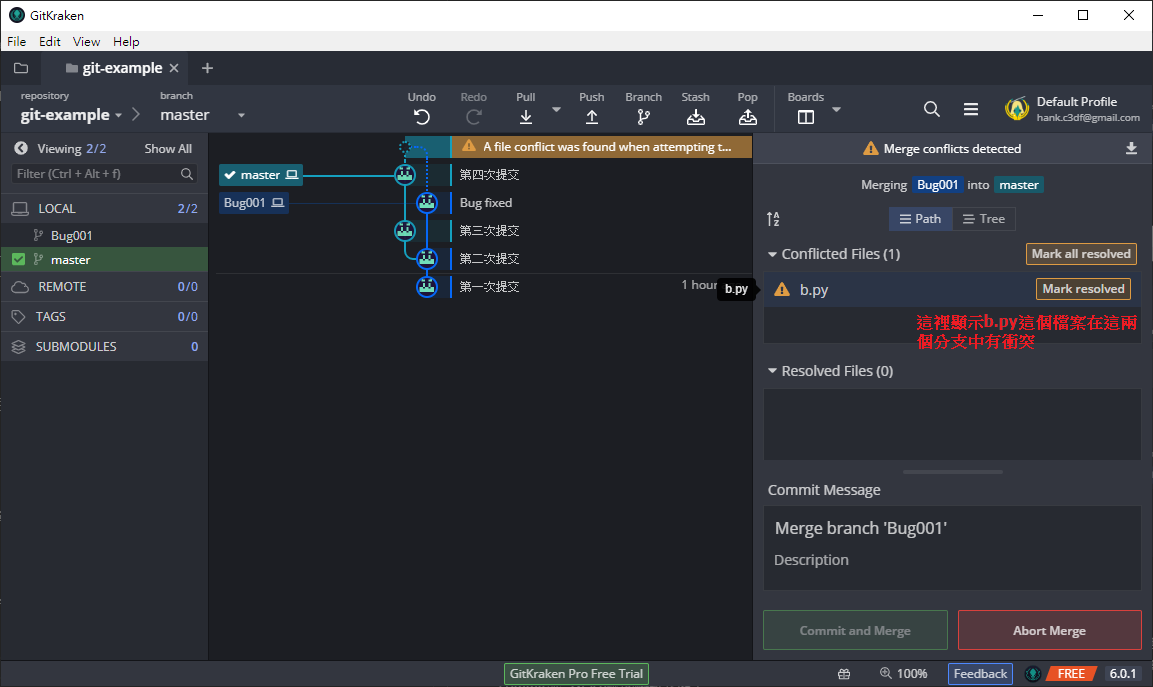 GitKraken
File Edit View Help
git-example
repository
git-example
branch
master
Undo
Redo
Pull
Push
Branch
Stash
Pop
Boards
Default Profile
hank.c3df@gmail.com
Viewing 2/2 Show All
Filter (Ctrl + Alt + f)
LOCAL 2/2
Bug001
master
REMOTE 0/0
TAGS 0/0
SUBMODULES 0
A file conflict was found when attempting t...
master
第四次提交
Bug001
Bug fixed
第三次提交
第二次提交
第一次提交
1 hour
b.py
Merge conflicts detected
Merging Bug001 into master
Path Tree
Conflicted Files (1) Mark all resolved
b.py Mark resolved
這裡顯示b.py這個檔案在這兩
個分支中有衝突
Resolved Files (0)
Commit Message
Merge branch 'Bug001'
Description
Commit and Merge Abort Merge
GitKraken Pro Free Trial
100%
Feedback
FREE
6.0.1